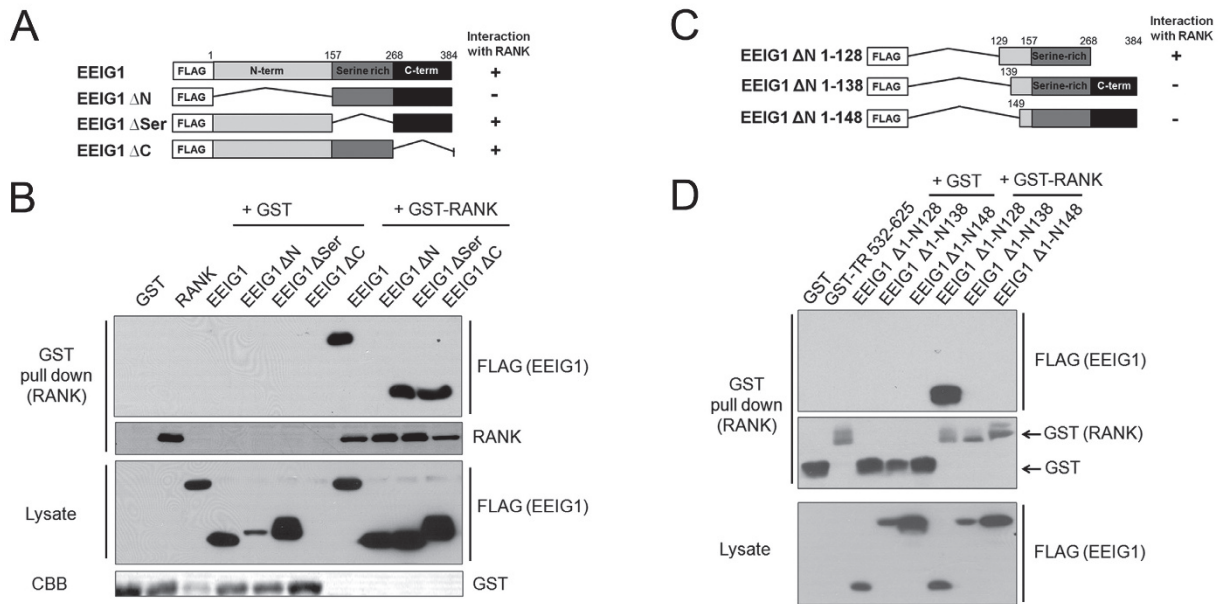 A
Interaction
with RANK
1
157
268
384
EEIG1
FLAG
N-term
Serine rich
C-term
+
EEIG1 ΔN
FLAG
-
EEIG1 ΔSer
FLAG
+
EEIG1 ΔC
FLAG
+
B
+ GST
+ GST-RANK
GST
RANK
EEIG1
EEIG1 ΔN
EEIG1 ΔSer
EEIG1 ΔC
EEIG1
EEIG1 ΔN
EEIG1 ΔSer
EEIG1 ΔC
GST
pull down
(RANK)
FLAG (EEIG1)
RANK
Lysate
FLAG (EEIG1)
CBB
GST
C
Interaction
with RANK
129
157
268
384
EEIG1 ΔN 1-128
FLAG
Serine-rich
+
139
EEIG1 ΔN 1-138
FLAG
Serine-rich
C-term
-
149
EEIG1 ΔN 1-148
FLAG
-
D
+ GST
+ GST-RANK
GST
GST-TR 532-625
EEIG1 Δ1-N128
EEIG1 Δ1-N138
EEIG1 Δ1-N148
EEIG1 Δ1-N128
EEIG1 Δ1-N138
EEIG1 Δ1-N148
GST
pull down
(RANK)
FLAG (EEIG1)
GST (RANK)
GST
Lysate
FLAG (EEIG1)